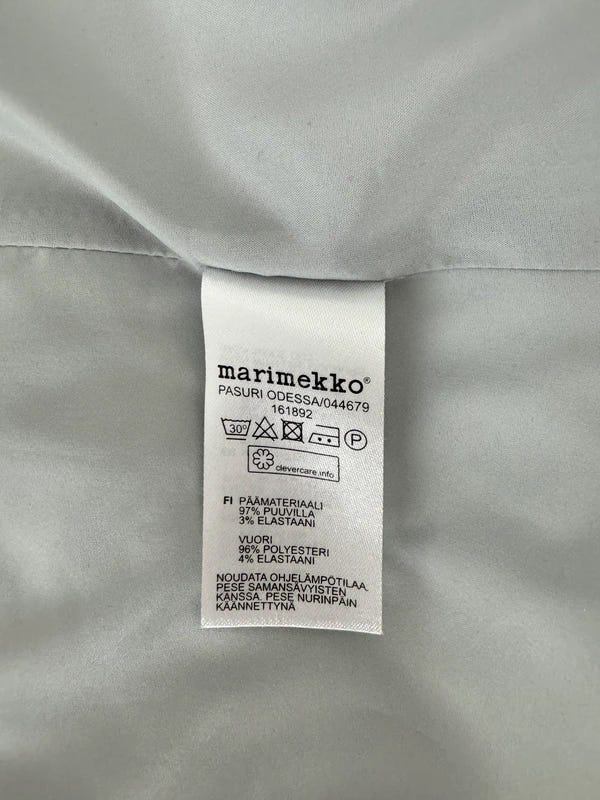 marimekko®
PASURI ODESSA/044679
161892
30° P
clevercare.info
FI PÄÄMATERIAALI
97% PUUVILLA
3% ELASTAANI
VUORI
96% POLYESTERI
4% ELASTAANI
NOUDATA OHJELÄMPÖTILAA.
PESE SAMANSÄVYISTEN
KANSSA. PESE NURINPÄIN
KÄÄNNETTYNÄ